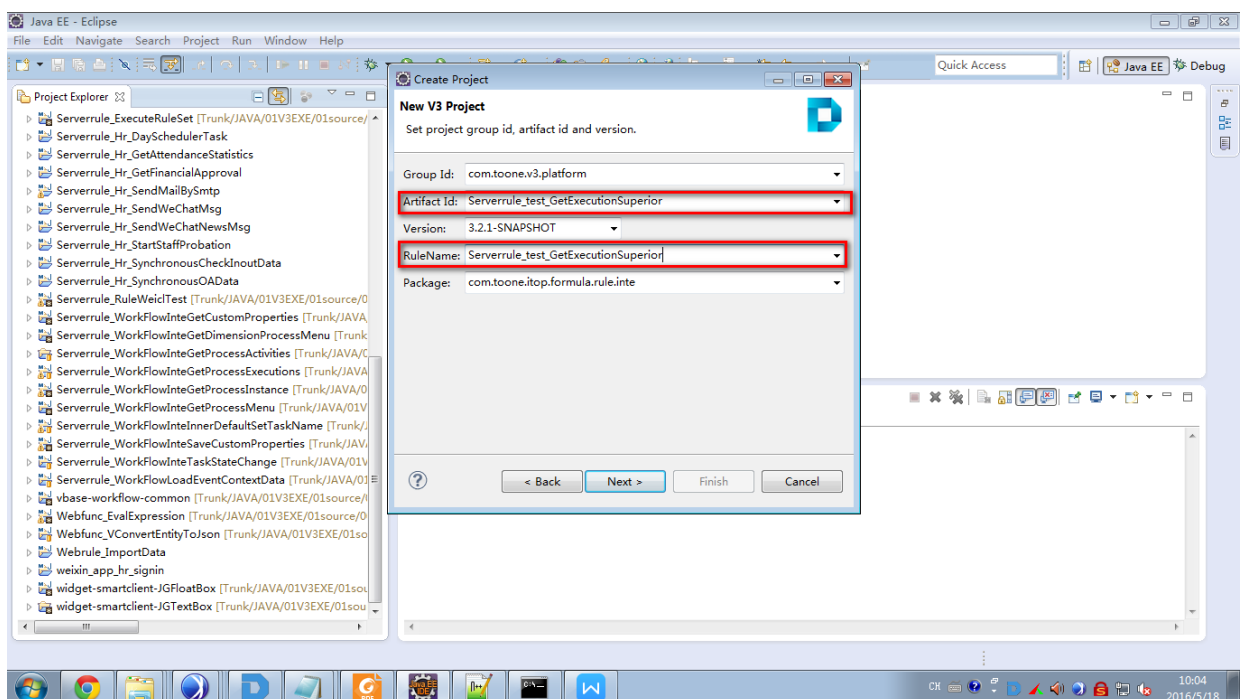 Java EE - Eclipse
File Edit Navigate Search Project Run Window Help
Quick Access
Java EE
Debug
Project Explorer
Serverrule_ExecuteRuleSet [Trunk/JAVA/01V3EXE/01source/
Serverrule_Hr_DaySchedulerTask
Serverrule_Hr_GetAttendanceStatistics
Serverrule_Hr_GetFinancialApproval
Serverrule_Hr_SendMailBySmtp
Serverrule_Hr_SendWeChatMsg
Serverrule_Hr_SendWeChatNewsMsg
Serverrule_Hr_StartStaffProbation
Serverrule_Hr_SynchronousCheckInoutData
Serverrule_Hr_SynchronousOAData
Serverrule_RuleWeiclTest [Trunk/JAVA/01V3EXE/01source/0
Serverrule_WorkFlowInteGetCustomProperties [Trunk/JAVA,
Serverrule_WorkFlowInteGetDimensionProcessMenu [Trunk
Serverrule_WorkFlowInteGetProcessActivities [Trunk/JAVA/0
Serverrule_WorkFlowInteGetProcessExecutions [Trunk/JAVA
Serverrule_WorkFlowInteGetProcessInstance [Trunk/JAVA/0
Serverrule_WorkFlowInteGetProcessMenu [Trunk/JAVA/01V
Serverrule_WorkFlowInteInnerDefaultSetTaskName [Trunk/J
Serverrule_WorkFlowInteSaveCustomProperties [Trunk/JAV
Serverrule_WorkFlowInteTaskStateChange [Trunk/JAVA/01V
Serverrule_WorkFlowLoadEventContextData [Trunk/JAVA/01
vbase-workflow-common [Trunk/JAVA/01V3EXE/01source/
Webfunc_EvalExpression [Trunk/JAVA/01V3EXE/01source/0
Webfunc_VConvertEntityToJson [Trunk/JAVA/01V3EXE/01so
Webrule_ImportData
weixin_app_hr_signin
widget-smartclient-JGFloatBox [Trunk/JAVA/01V3EXE/01sou
widget-smartclient-JGTextBox [Trunk/JAVA/01V3EXE/01sou
Create Project
New V3 Project
Set project group id, artifact id and version.
Group Id: com.toone.v3.platform
Artifact Id: Serverrule_test_GetExecutionSuperior
Version: 3.2.1-SNAPSHOT
RuleName: Serverrule_test_GetExecutionSuperior
Package: com.toone.itop.formula.rule.inte
< Back Next > Finish Cancel
CH
10:04
2016/5/18